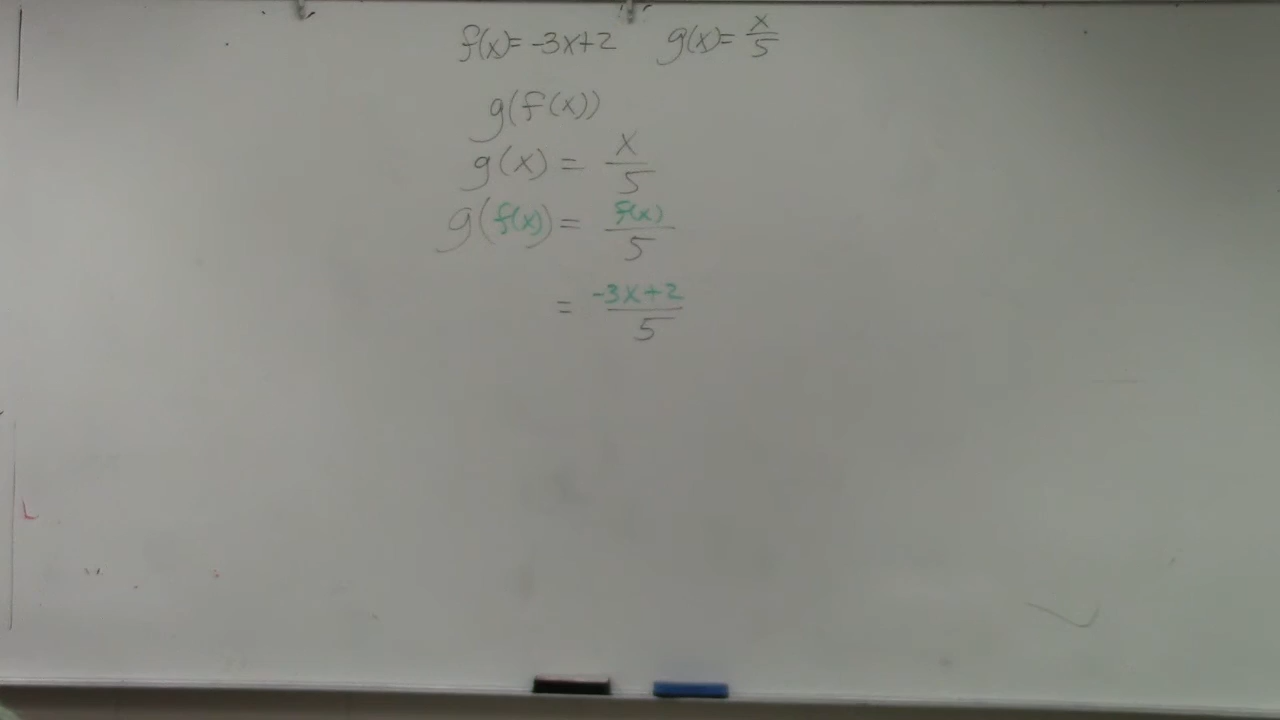 f(x)= -3x+2 g(x)= x/5
g(f(x))
g(x) = x/5
g(f(x)) = f(x)/5
= -3x+2/5